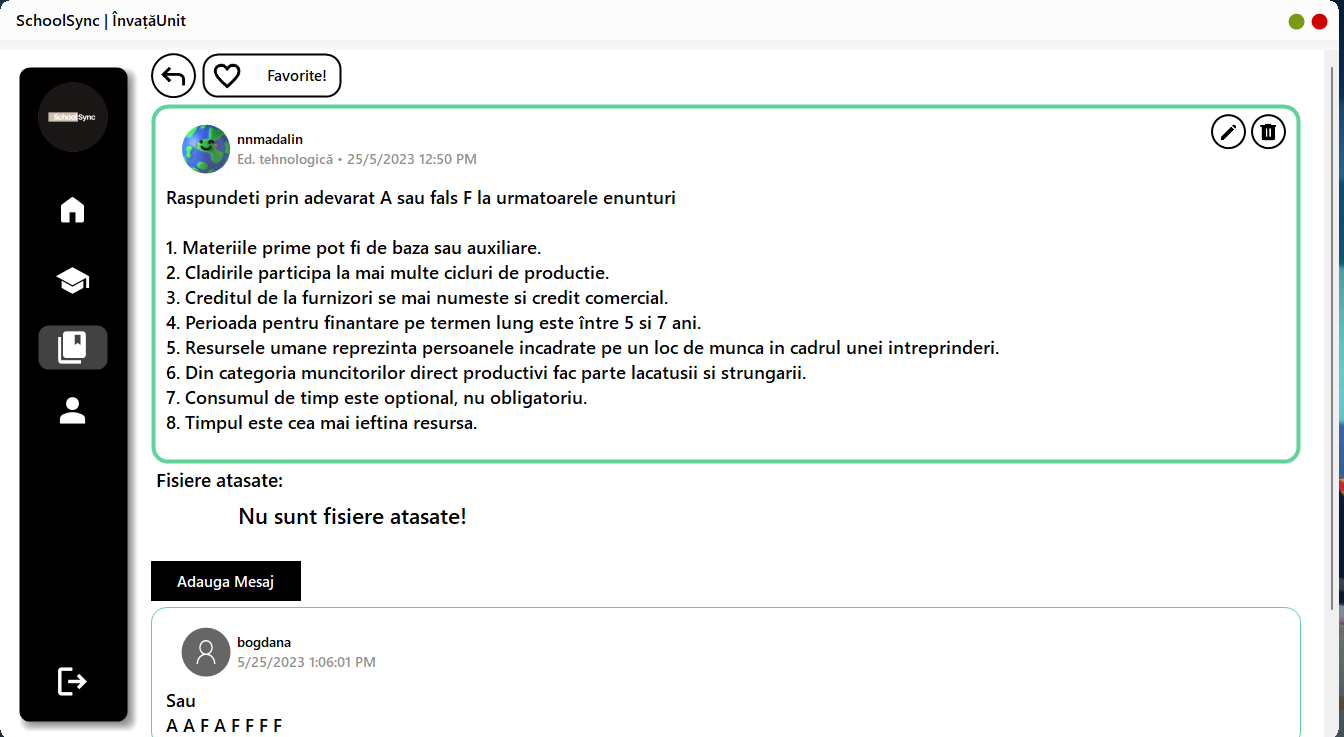 SchoolSync | ÎnvațăUnit
SchoolSync
Favorite!
nnmadalin
Ed. tehnologică • 25/5/2023 12:50 PM
Raspundeti prin adevarat A sau fals F la urmatoarele enunturi
1. Materiile prime pot fi de baza sau auxiliare.
2. Cladirile participa la mai multe cicluri de productie.
3. Creditul de la furnizori se mai numeste si credit comercial.
4. Perioada pentru finantare pe termen lung este între 5 si 7 ani.
5. Resursele umane reprezinta persoanele incadrate pe un loc de munca in cadrul unei intreprinderi.
6. Din categoria muncitorilor direct productivi fac parte lacatusii si strungarii.
7. Consumul de timp este optional, nu obligatoriu.
8. Timpul este cea mai ieftina resursa.
Fisiere atasate:
Nu sunt fisiere atasate!
Adauga Mesaj
bogdana
5/25/2023 1:06:01 PM
Sau
A A F A F F F F